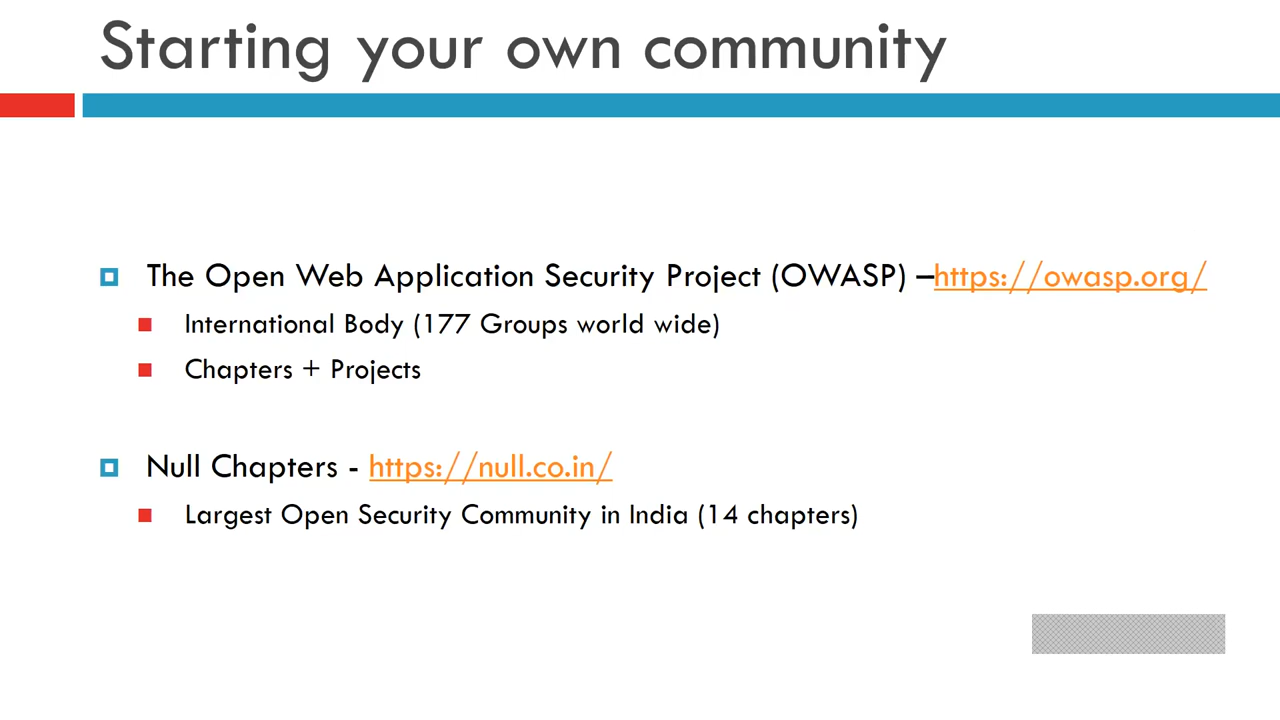 Starting your own community
The Open Web Application Security Project (OWASP) –https://owasp.org/
International Body (177 Groups world wide)
Chapters + Projects
Null Chapters - https://null.co.in/
Largest Open Security Community in India (14 chapters)